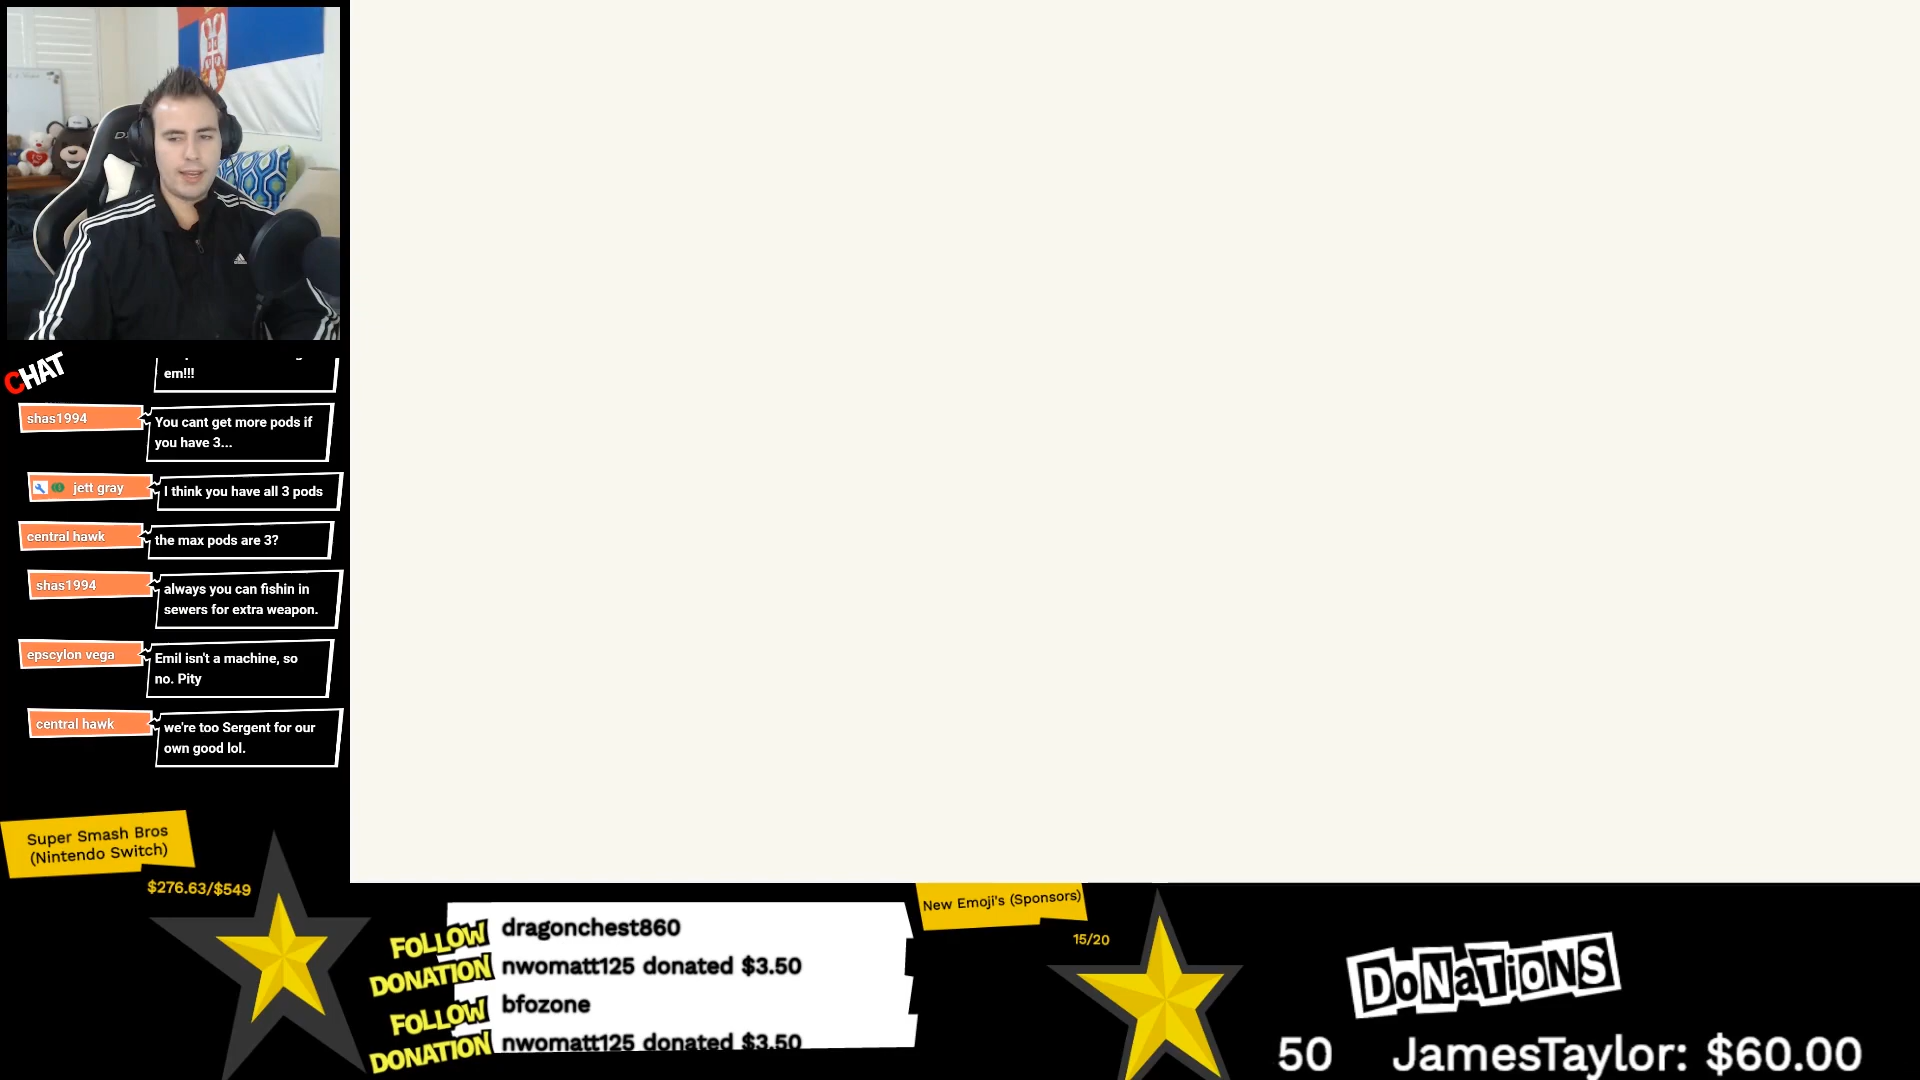 CHAT
em!!!
shas1994
You cant get more pods if
you have 3...
jett gray
I think you have all 3 pods
central hawk
the max pods are 3?
shas1994
always you can fishin in
sewers for extra weapon.
epscylon vega
Emil isn't a machine, so
no. Pity
central hawk
we're too Sergent for our
own good lol.
Super Smash Bros
(Nintendo Switch)
$276.63/$549
FOLLOW dragonchest860
DONATION nwomatt125 donated $3.50
FOLLOW bfozone
DONATION nwomatt125 donated $3.50
New Emoji's (Sponsors)
15/20
DoNaTiONS
50 JamesTaylor: $60.00